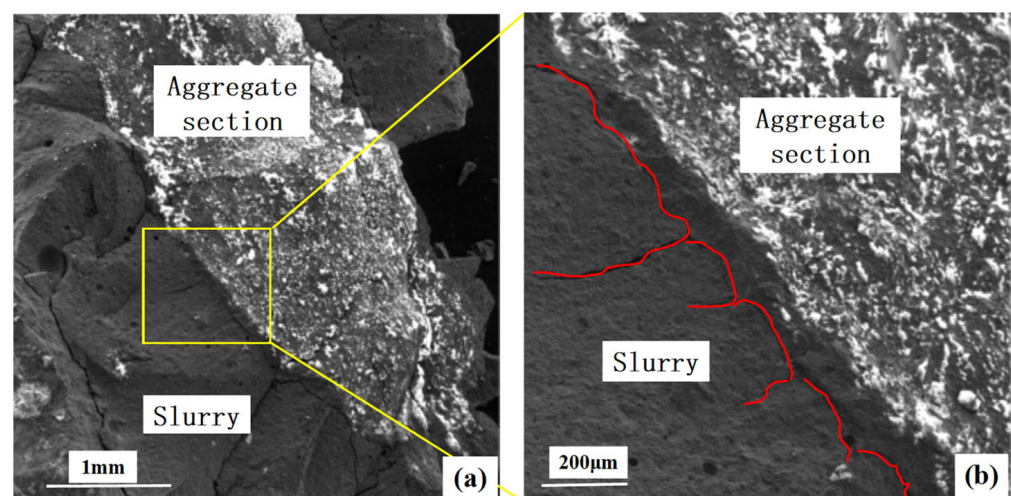 Aggregate
section
Slurry
1mm
(a)
Aggregate
section
Slurry
200μm
(b)